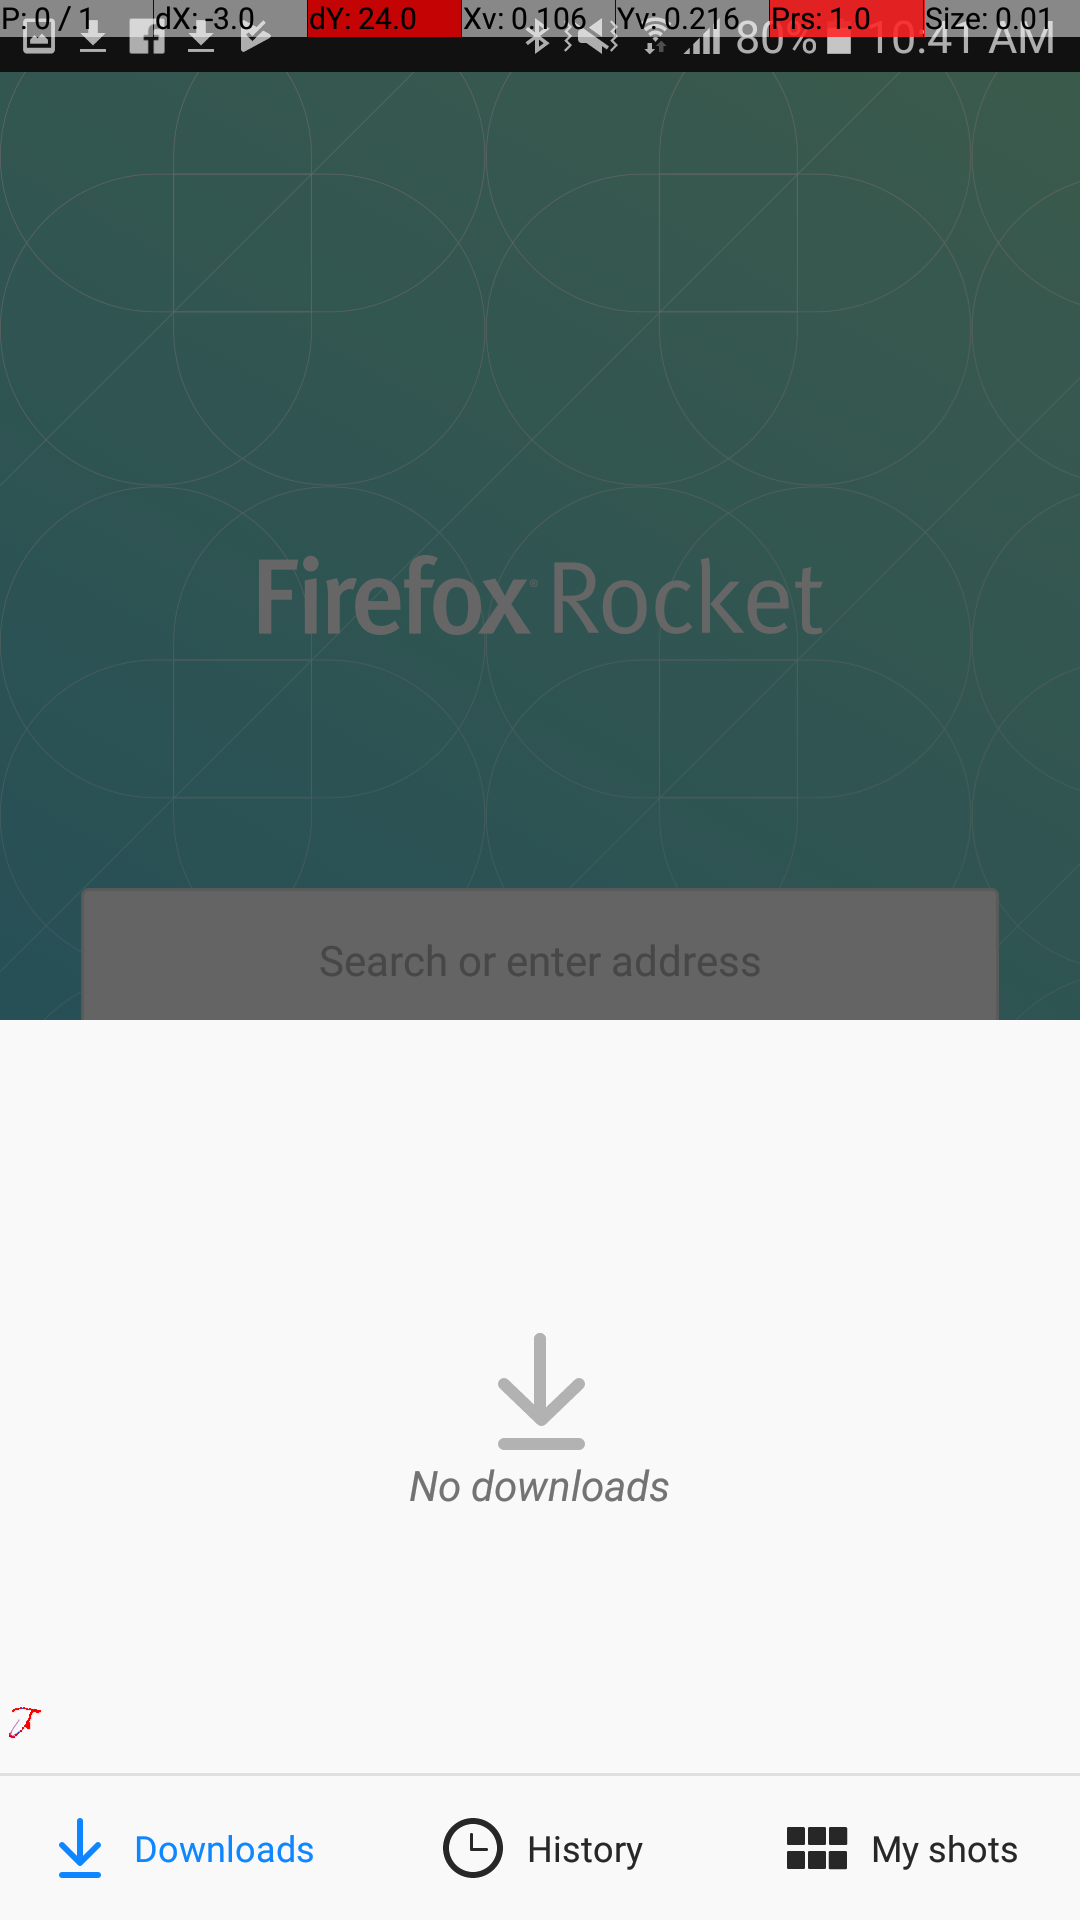 P: 0 / 1 dX: -3.0 dY: 24.0 Xv: 0.106 Yv: 0.216 Prs: 1.0 Size: 0.01
80% 10:41 AM
Firefox Rocket
Search or enter address
No downloads
Downloads History My shots